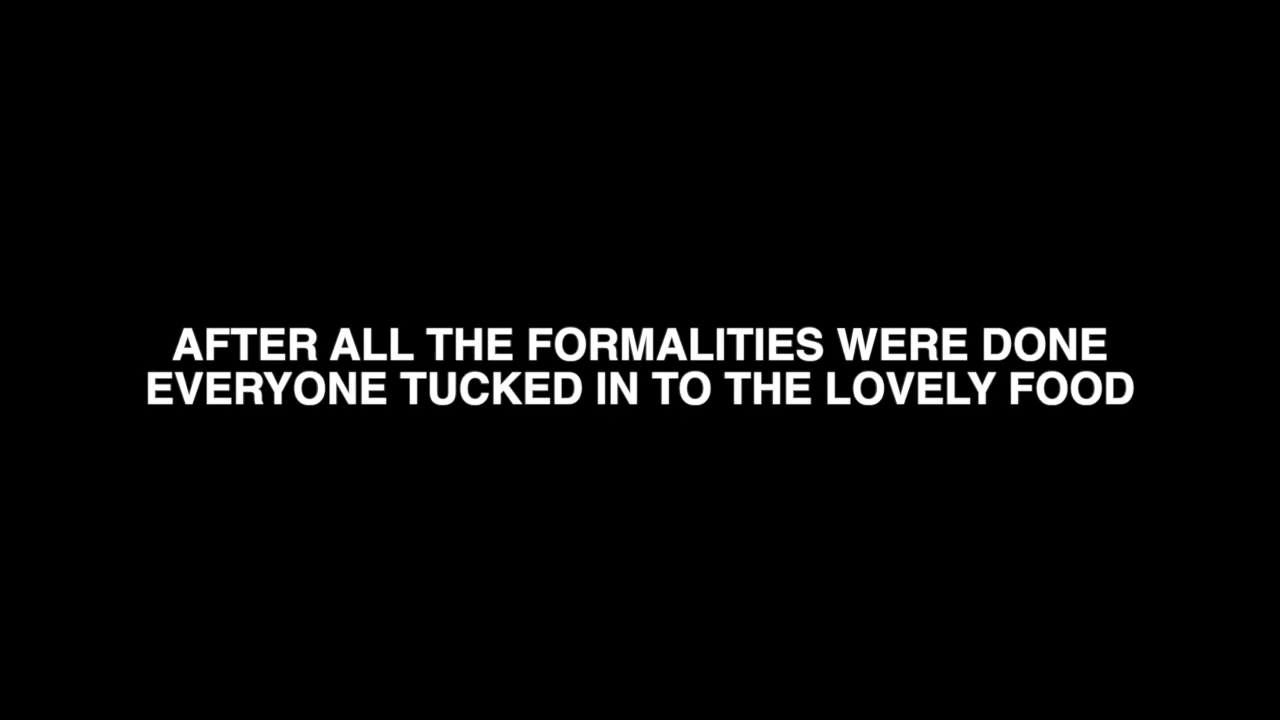 AFTER ALL THE FORMALITIES WERE DONE
EVERYONE TUCKED IN TO THE LOVELY FOOD